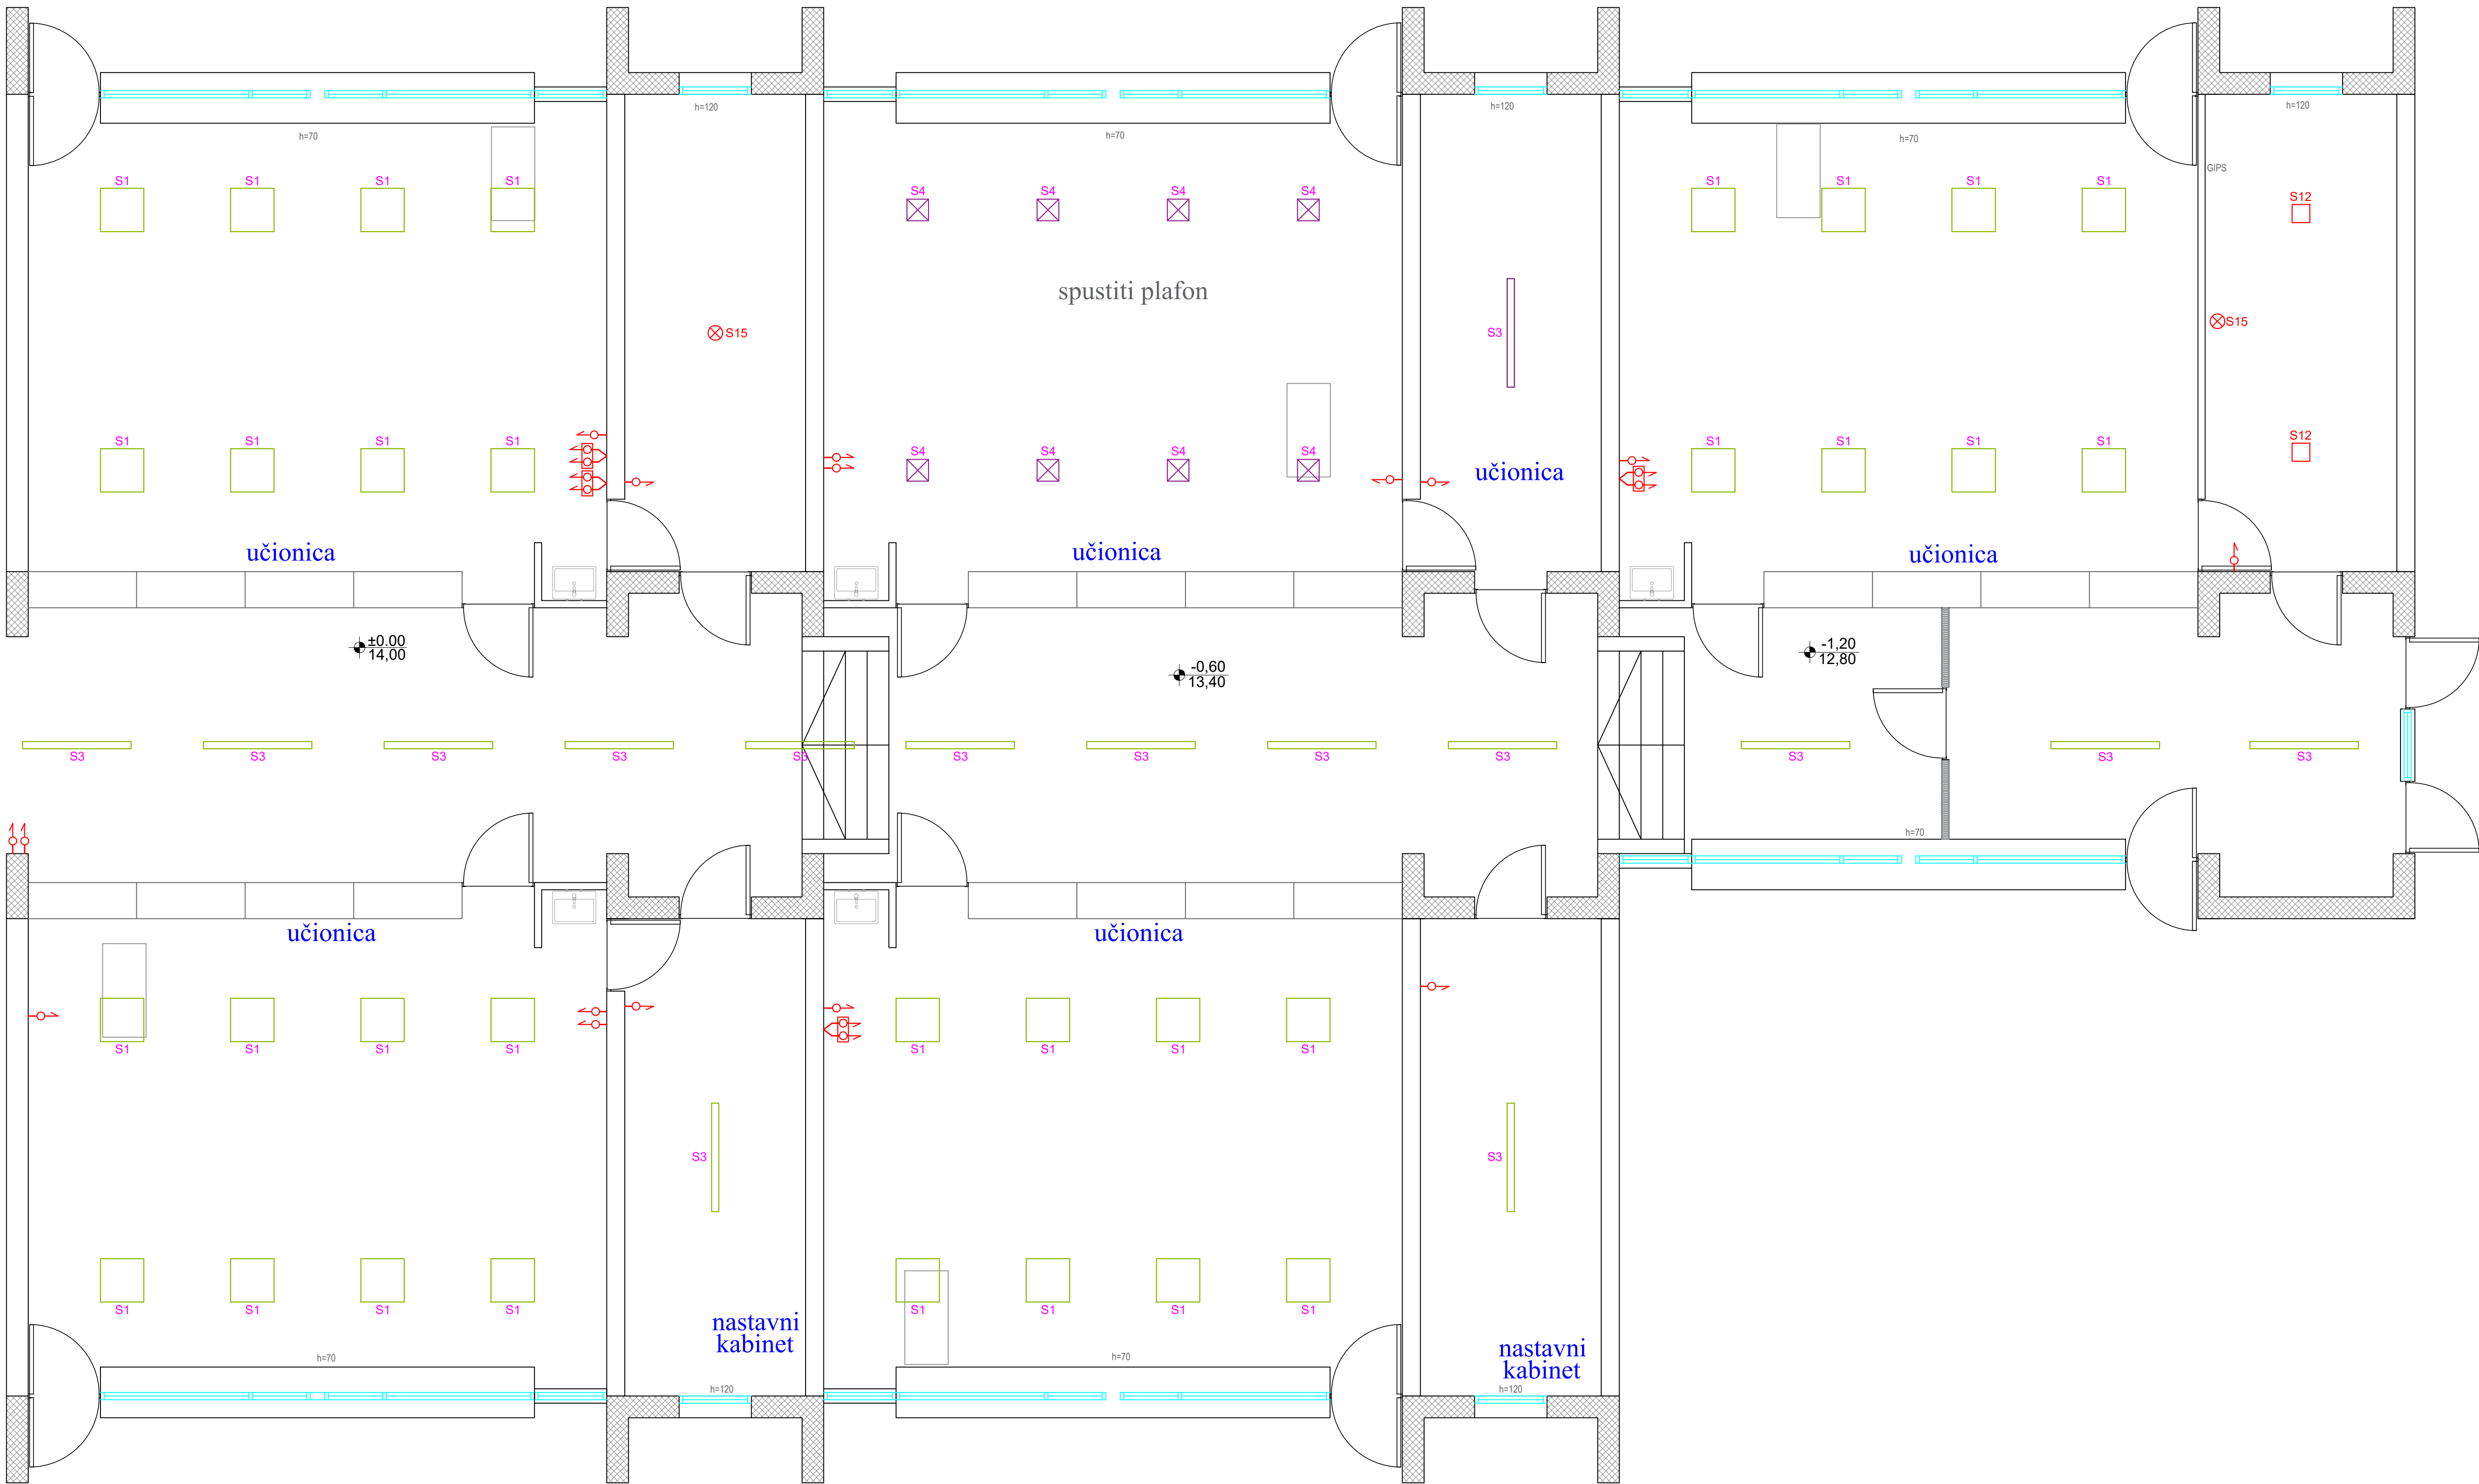 h=120
h=120
h=120
h=70
h=70
h=70
GIPS
S1
S1
S1
S1
S4
S4
S4
S4
S1
S1
S1
S1
S12
spustiti plafon
S15
S3
S15
S1
S1
S1
S1
S4
S4
S4
S4
S1
S1
S1
S1
S12
učionica
učionica
učionica
učionica
±0.00
14,00
-0,60
13,40
-1,20
12,80
S3
S3
S3
S3
S3
S3
S3
S3
S3
S3
S3
S3
h=70
učionica
učionica
S1
S1
S1
S1
S1
S1
S1
S1
S3
S3
S1
S1
S1
S1
S1
S1
S1
S1
nastavni
kabinet
nastavni
kabinet
h=70
h=70
h=120
h=120